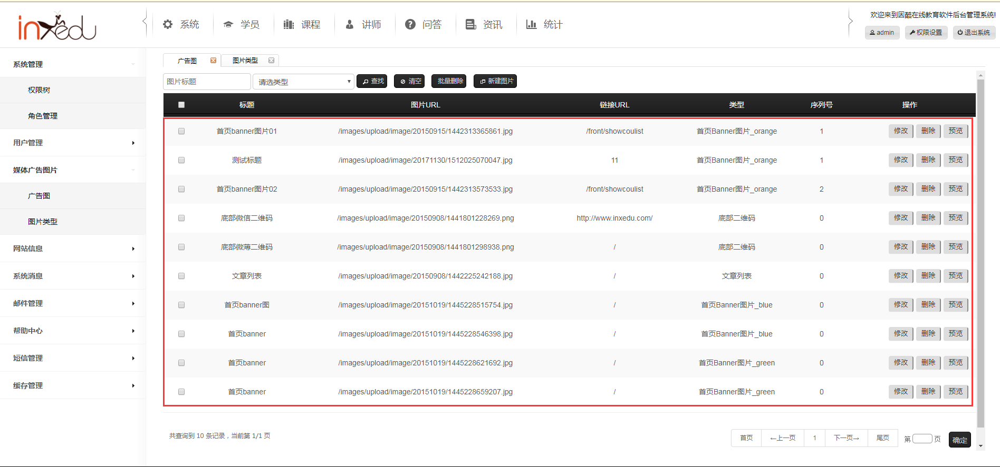 inxedu
系统
学员
课程
讲师
问答
资讯
统计
欢迎来到因酷在线教育软件后台管理系统!
admin
权限设置
退出系统
系统管理
权限树
角色管理
用户管理
媒体广告图片
广告图
图片类型
网站信息
系统消息
邮件管理
帮助中心
短信管理
缓存管理
广告图 图片类型
图片标题 请选类型 查找 清空 批量删除 新建图片
标题 图片URL 链接URL 类型 序列号 操作
首页banner图片01 /images/upload/image/20150915/1442313365861.jpg /front/showcoulist 首页Banner图片_orange 1 修改 删除 预览
测试标题 /images/upload/image/20171130/1512025070047.jpg 11 首页Banner图片_orange 1 修改 删除 预览
首页banner图片02 /images/upload/image/20150915/1442313573533.jpg /front/showcoulist 首页Banner图片_orange 2 修改 删除 预览
底部微信二维码 /images/upload/image/20150908/1441801228269.png http://www.inxedu.com/ 底部二维码 0 修改 删除 预览
底部微薄二维码 /images/upload/image/20150908/1441801298938.png / 底部二维码 0 修改 删除 预览
文章列表 /images/upload/image/20150908/1442225242188.jpg / 文章列表 0 修改 删除 预览
首页banner图 /images/upload/image/20151019/1445228515754.jpg / 首页Banner图片_blue 0 修改 删除 预览
首页banner /images/upload/image/20151019/1445228546398.jpg / 首页Banner图片_blue 0 修改 删除 预览
首页banner /images/upload/image/20151019/1445228621692.jpg / 首页Banner图片_green 0 修改 删除 预览
首页banner /images/upload/image/20151019/1445228659207.jpg / 首页Banner图片_green 0 修改 删除 预览
共查询到 10 条记录，当前第 1/1 页
首页 ←上一页 1 下一页→ 尾页 第 页 确定